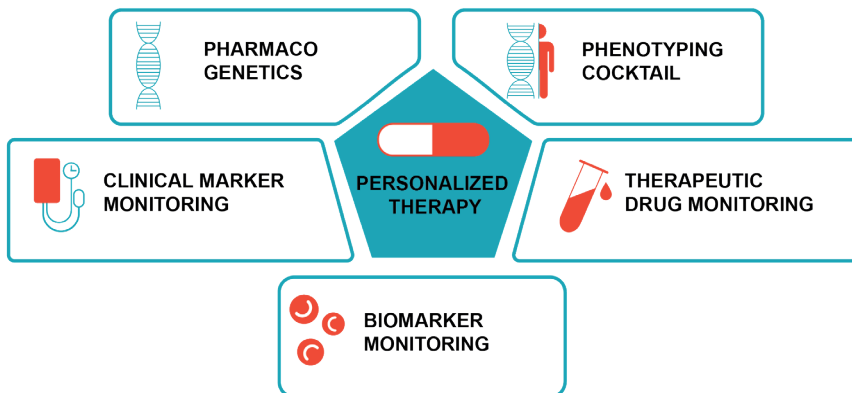 PHARMACO
GENETICS
PHENOTYPING
COCKTAIL
CLINICAL MARKER
MONITORING
PERSONALIZED
THERAPY
THERAPEUTIC
DRUG MONITORING
BIOMARKER
MONITORING